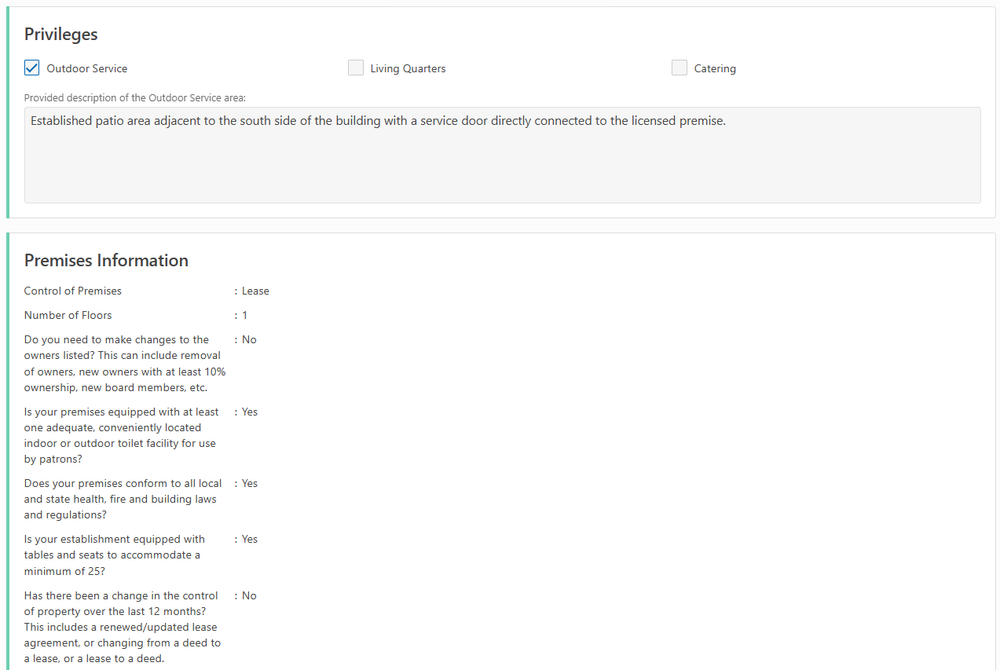 Privileges
Outdoor Service
Living Quarters
Catering
Provided description of the Outdoor Service area:
Established patio area adjacent to the south side of the building with a service door directly connected to the licensed premise.
Premises Information
Control of Premises : Lease
Number of Floors : 1
Do you need to make changes to the : No
owners listed? This can include removal
of owners, new owners with at least 10%
ownership, new board members, etc.
Is your premises equipped with at least : Yes
one adequate, conveniently located
indoor or outdoor toilet facility for use
by patrons?
Does your premises conform to all local : Yes
and state health, fire and building laws
and regulations?
Is your establishment equipped with : Yes
tables and seats to accommodate a
minimum of 25?
Has there been a change in the control : No
of property over the last 12 months?
This includes a renewed/updated lease
agreement, or changing from a deed to
a lease, or a lease to a deed.